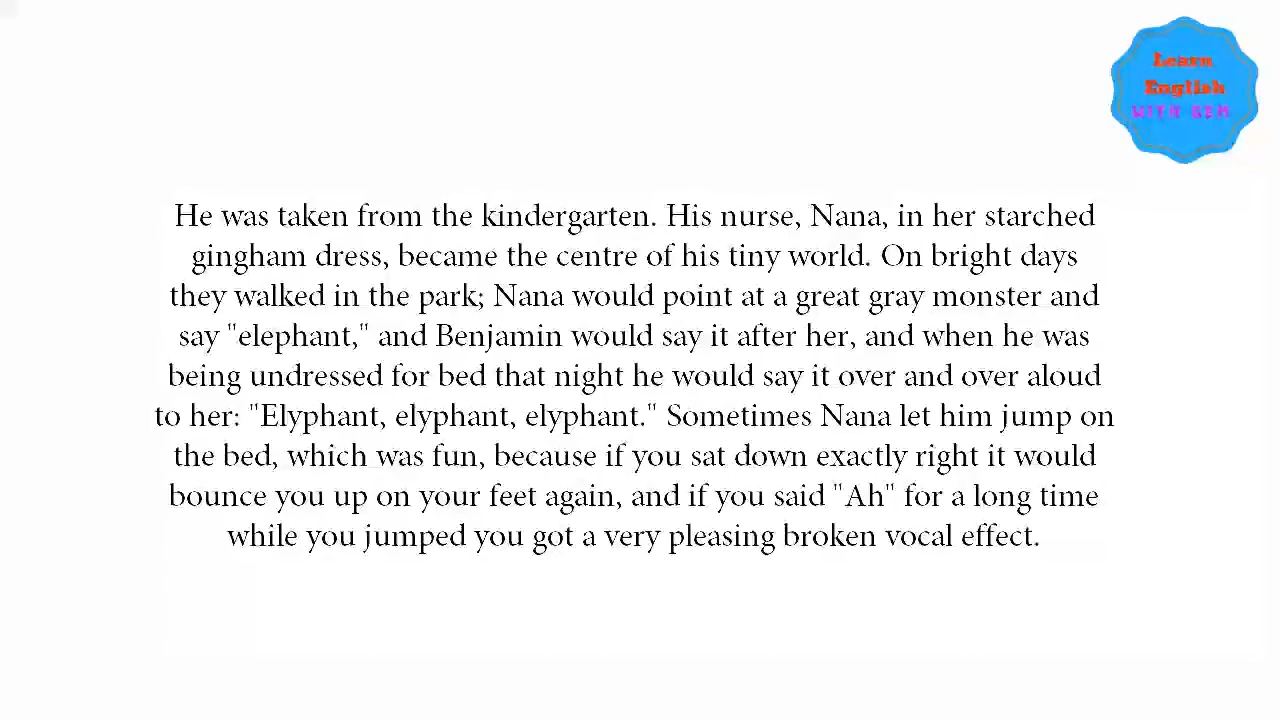 Learn
English
WITH
He was taken from the kindergarten. His nurse, Nana, in her starched
gingham dress, became the centre of his tiny world. On bright days
they walked in the park; Nana would point at a great gray monster and
say "elephant," and Benjamin would say it after her, and when he was
being undressed for bed that night he would say it over and over aloud
to her: "Elyphant, elyphant, elyphant." Sometimes Nana let him jump on
the bed, which was fun, because if you sat down exactly right it would
bounce you up on your feet again, and if you said "Ah" for a long time
while you jumped you got a very pleasing broken vocal effect.